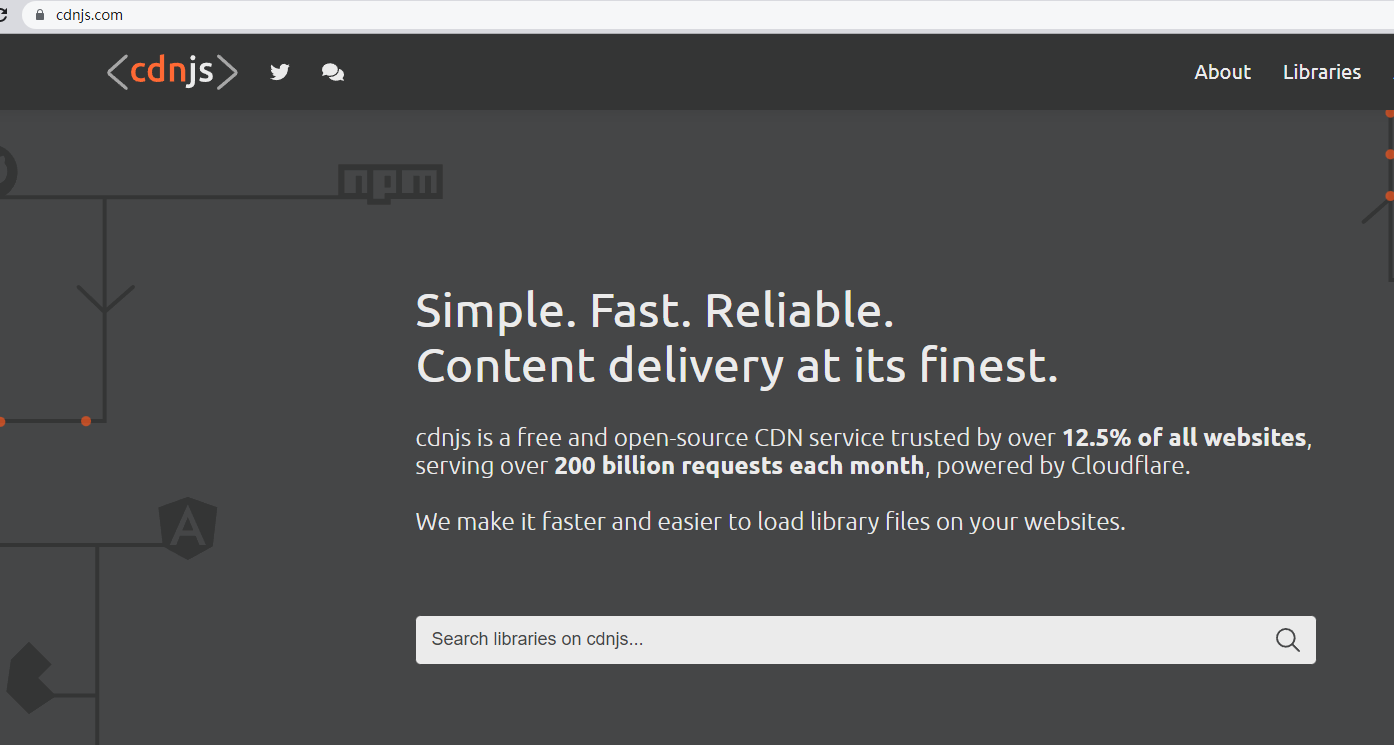 cdnjs.com
<cdnjs>
About
Libraries
npm
Simple. Fast. Reliable.
Content delivery at its finest.
cdnjs is a free and open-source CDN service trusted by over 12.5% of all websites,
serving over 200 billion requests each month, powered by Cloudflare.
We make it faster and easier to load library files on your websites.
Search libraries on cdnjs...